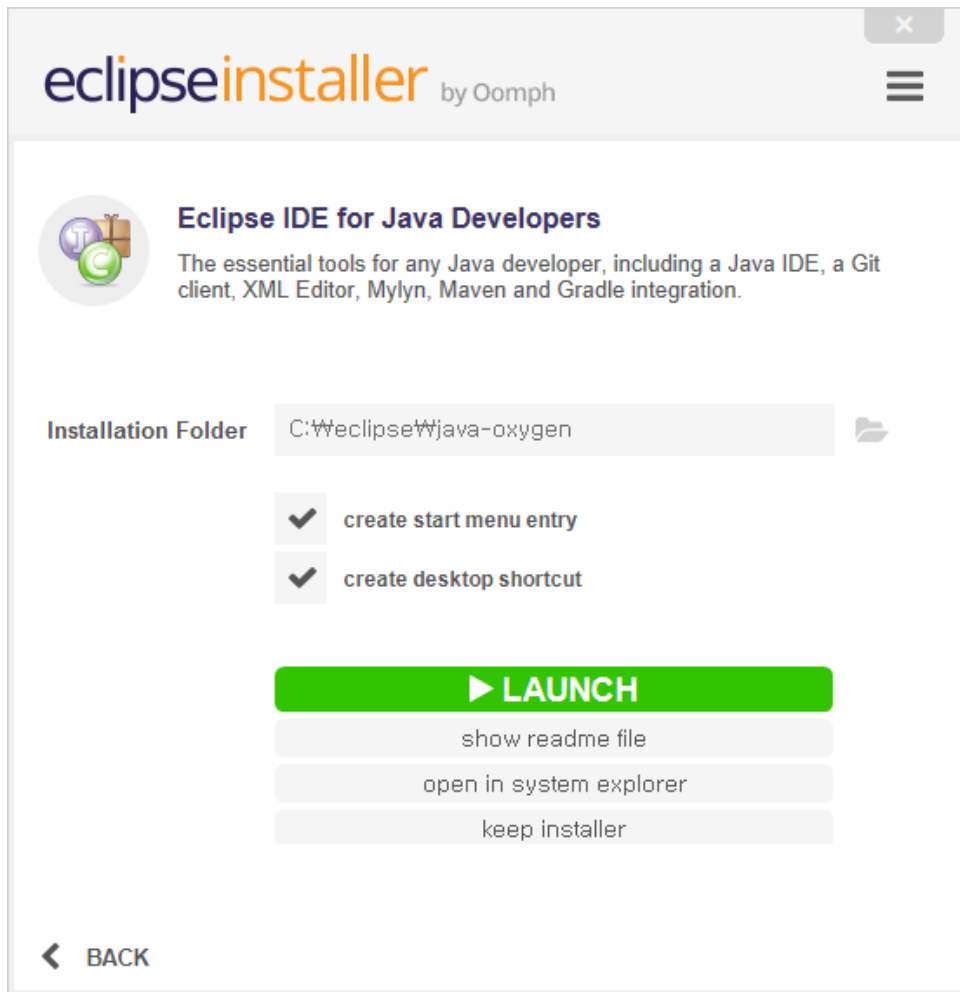 eclipseinstaller by Oomph
Eclipse IDE for Java Developers
The essential tools for any Java developer, including a Java IDE, a Git
client, XML Editor, Mylyn, Maven and Gradle integration.
Installation Folder C:₩eclipse₩java-oxygen
create start menu entry
create desktop shortcut
LAUNCH
show readme file
open in system explorer
keep installer
BACK